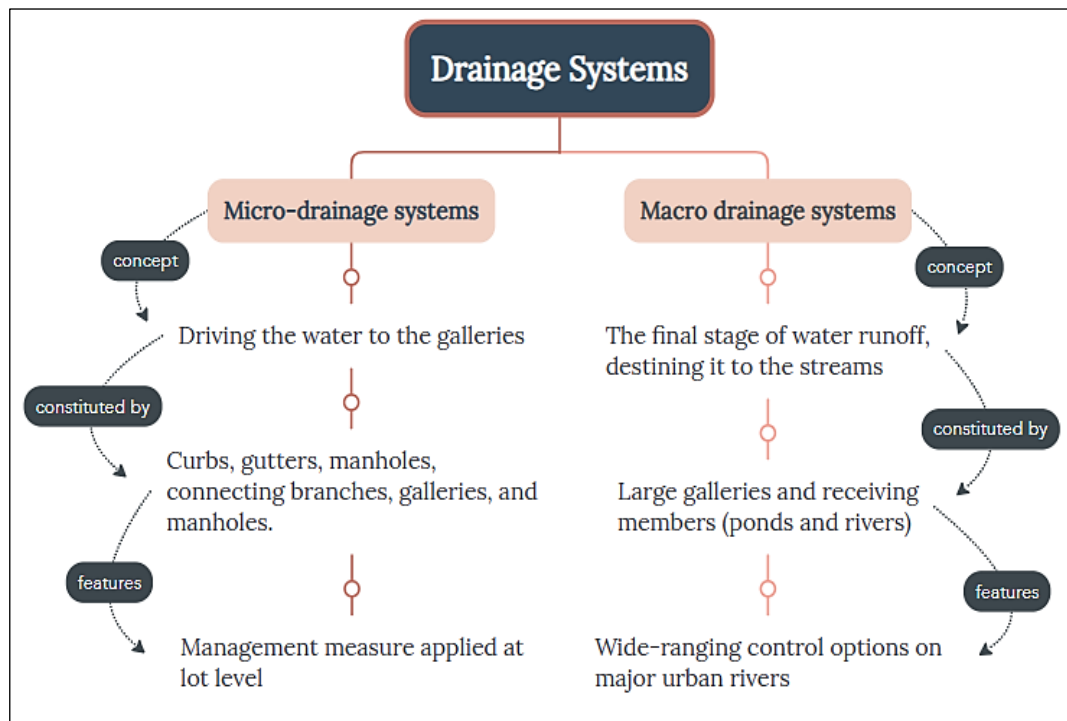 Drainage Systems
Micro-drainage systems
concept
Driving the water to the galleries
constituted by
Curbs, gutters, manholes,
connecting branches, galleries, and
manholes.
features
Management measure applied at
lot level
Macro drainage systems
concept
The final stage of water runoff,
destining it to the streams
constituted by
Large galleries and receiving
members (ponds and rivers)
features
Wide-ranging control options on
major urban rivers